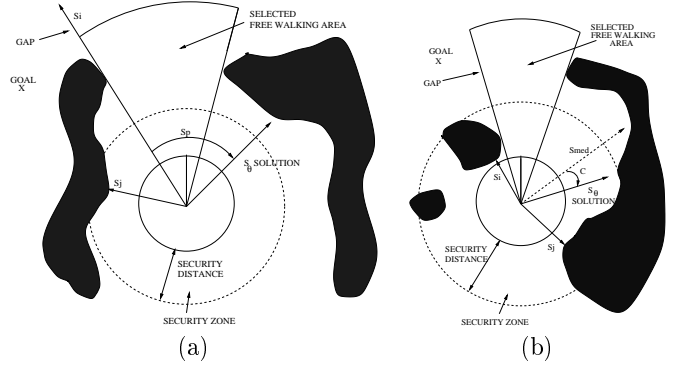 Si
SELECTED
FREE WALKING AREA
GAP
GOAL
X
Sp
Sθ SOLUTION
Sj
SECURITY
DISTANCE
SECURITY ZONE
(a)
SELECTED
FREE WALKING
AREA
GOAL
X
GAP
Smed
C
Si
Sθ
SOLUTION
Sj
SECURITY
DISTANCE
SECURITY ZONE
(b)